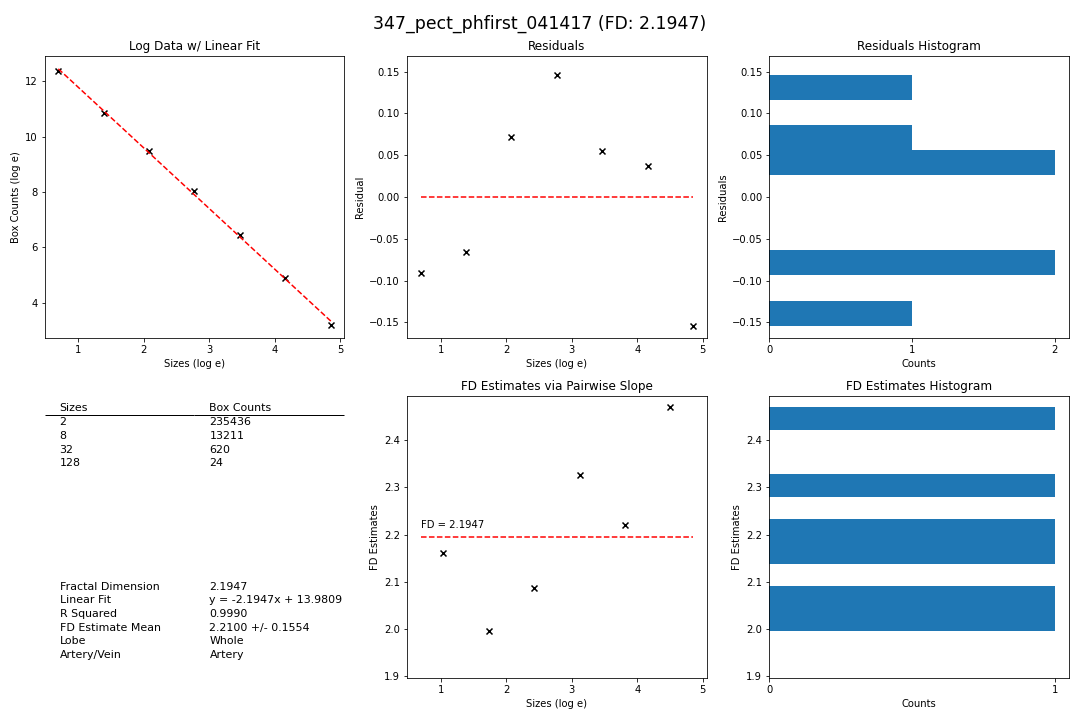 347_pect_phfirst_041417 (FD: 2.1947)
Log Data w/ Linear Fit
Box Counts (log e)
12
10
8
6
4
1 2 3 4 5
Sizes (log e)
Residuals
Residual
0.15
0.10
0.05
0.00
−0.05
−0.10
−0.15
1 2 3 4 5
Sizes (log e)
Residuals Histogram
Residuals
0.15
0.10
0.05
0.00
−0.05
−0.10
−0.15
0 1 2
Counts
Sizes Box Counts
2 235436
8 13211
32 620
128 24
Fractal Dimension 2.1947
Linear Fit y = -2.1947x + 13.9809
R Squared 0.9990
FD Estimate Mean 2.2100 +/- 0.1554
Lobe Whole
Artery/Vein Artery
FD Estimates via Pairwise Slope
FD Estimates
2.4
2.3
2.2
2.1
2.0
1.9
FD = 2.1947
1 2 3 4 5
Sizes (log e)
FD Estimates Histogram
FD Estimates
2.4
2.3
2.2
2.1
2.0
1.9
0 1
Counts